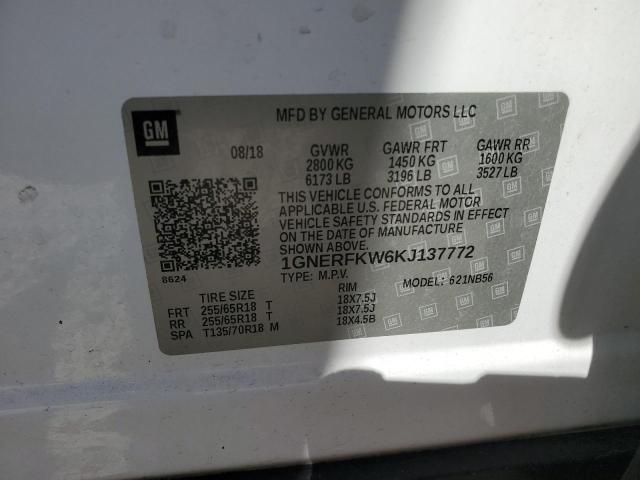 GM
MFD BY GENERAL MOTORS LLC
08/18 GVWR GAWR FRT GAWR RR
2800 KG 1450 KG 1600 KG
6173 LB 3196 LB 3527 LB
THIS VEHICLE CONFORMS TO ALL
APPLICABLE U.S. FEDERAL MOTOR
VEHICLE SAFETY STANDARDS IN EFFECT
ON THE DATE OF MANUFACTURE
SHOWN ABOVE.
1GNERFKW6KJ137772
8624
TYPE: M.P.V. MODEL: 621NB56
TIRE SIZE RIM
FRT 255/65R18 T 18X7.5J
RR 255/65R18 T 18X7.5J
SPA T135/70R18 M 18X4.5B